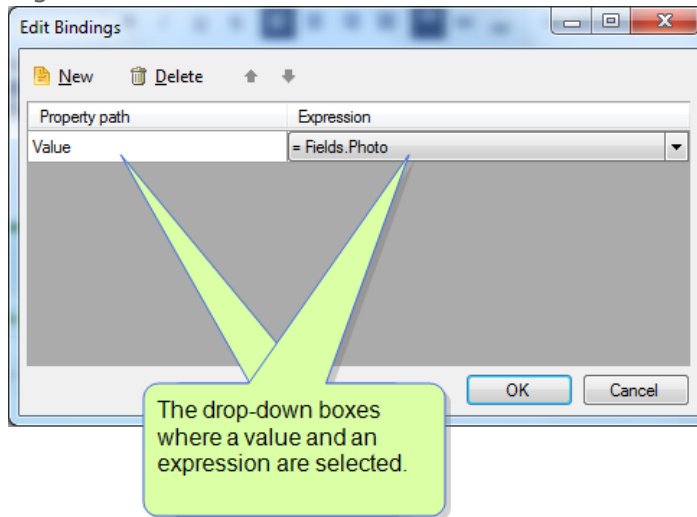 Edit Bindings
New Delete
Property path Expression
Value = Fields.Photo
OK Cancel
The drop-down boxes
where a value and an
expression are selected.